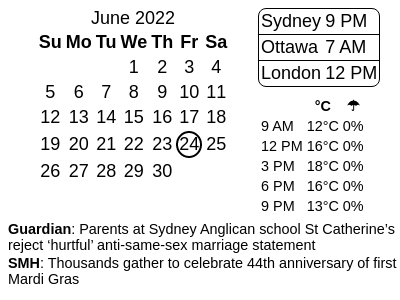 June 2022
Su Mo Tu We Th Fr Sa
1 2 3 4
5 6 7 8 9 10 11
12 13 14 15 16 17 18
19 20 21 22 23 24 25
26 27 28 29 30
Sydney 9 PM
Ottawa 7 AM
London 12 PM
°C ☂
9 AM 12°C 0%
12 PM 16°C 0%
3 PM 18°C 0%
6 PM 16°C 0%
9 PM 13°C 0%
Guardian: Parents at Sydney Anglican school St Catherine’s
reject ‘hurtful’ anti-same-sex marriage statement
SMH: Thousands gather to celebrate 44th anniversary of first
Mardi Gras